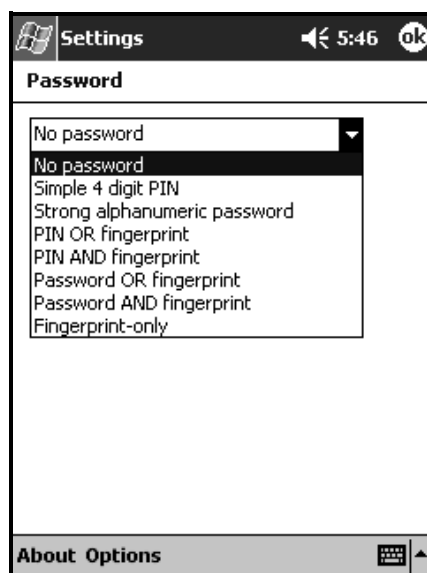 Settings 5:46 ok
Password
No password
No password
Simple 4 digit PIN
Strong alphanumeric password
PIN OR fingerprint
PIN AND fingerprint
Password OR fingerprint
Password AND fingerprint
Fingerprint-only
About Options